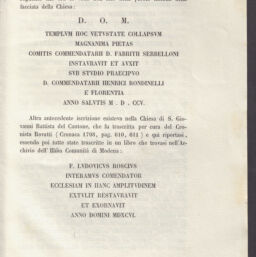 facciata della Chiesa :
D. O. M.
TEMPLVM HOC VETVSTATE COLLAPSVM
MAGNANIMA PIETAS
COMITIS COMMENDATARII D. FABRITII SERBELLONI
INSTAVRAVIT ET AVXIT
SVB STVDIO PRAECIPVO
D. COMMENDATARII HENRICI RONDINELLI
E FLORENTIA
ANNO SALVTIS M . D . CCV.
Altra antecedente iscrizione esisteva nella Chiesa di S. Giovanni
Battista del Cantone, che fu trascritta per cura del Cronista
Rovatti ( Cronaca 1798, pag. 610, 611 ) e qui riportasi,
essendo poi tutte state trascritte in un libro che trovasi nell'Archivio
dell' Illma Comunità di Modena :
F. LVDOVICVS ROSCIVS
INTERAMVS COMENDATOR
ECCLESIAM IN HANC AMPLITVDINEM
EXTVLIT RESTAVRAVIT
ET EXORNAVIT
ANNO DOMINI MDXCVI.